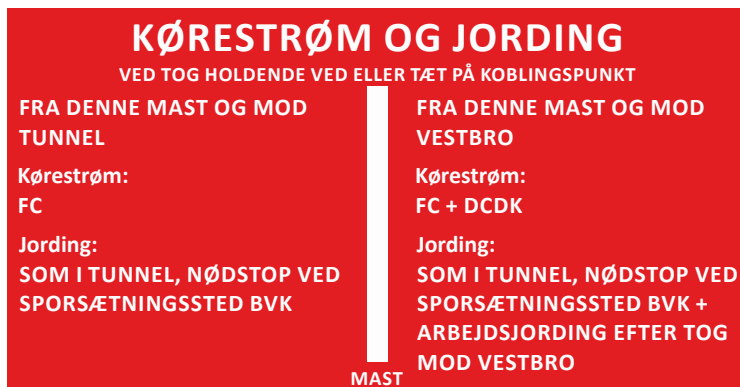 KØRESTRØM OG JORDING
VED TOG HOLDENDE VED ELLER TÆT PÅ KOBLINGSPUNKT
FRA DENNE MAST OG MOD
TUNNEL
Kørestrøm:
FC
Jording:
SOM I TUNNEL, NØDSTOP VED
SPORSÆTNINGSSTED BVK
FRA DENNE MAST OG MOD
VESTBRO
Kørestrøm:
FC + DCDK
Jording:
SOM I TUNNEL, NØDSTOP VED
SPORSÆTNINGSSTED BVK +
ARBEJDSJORDING EFTER TOG
MOD VESTBRO
MAST